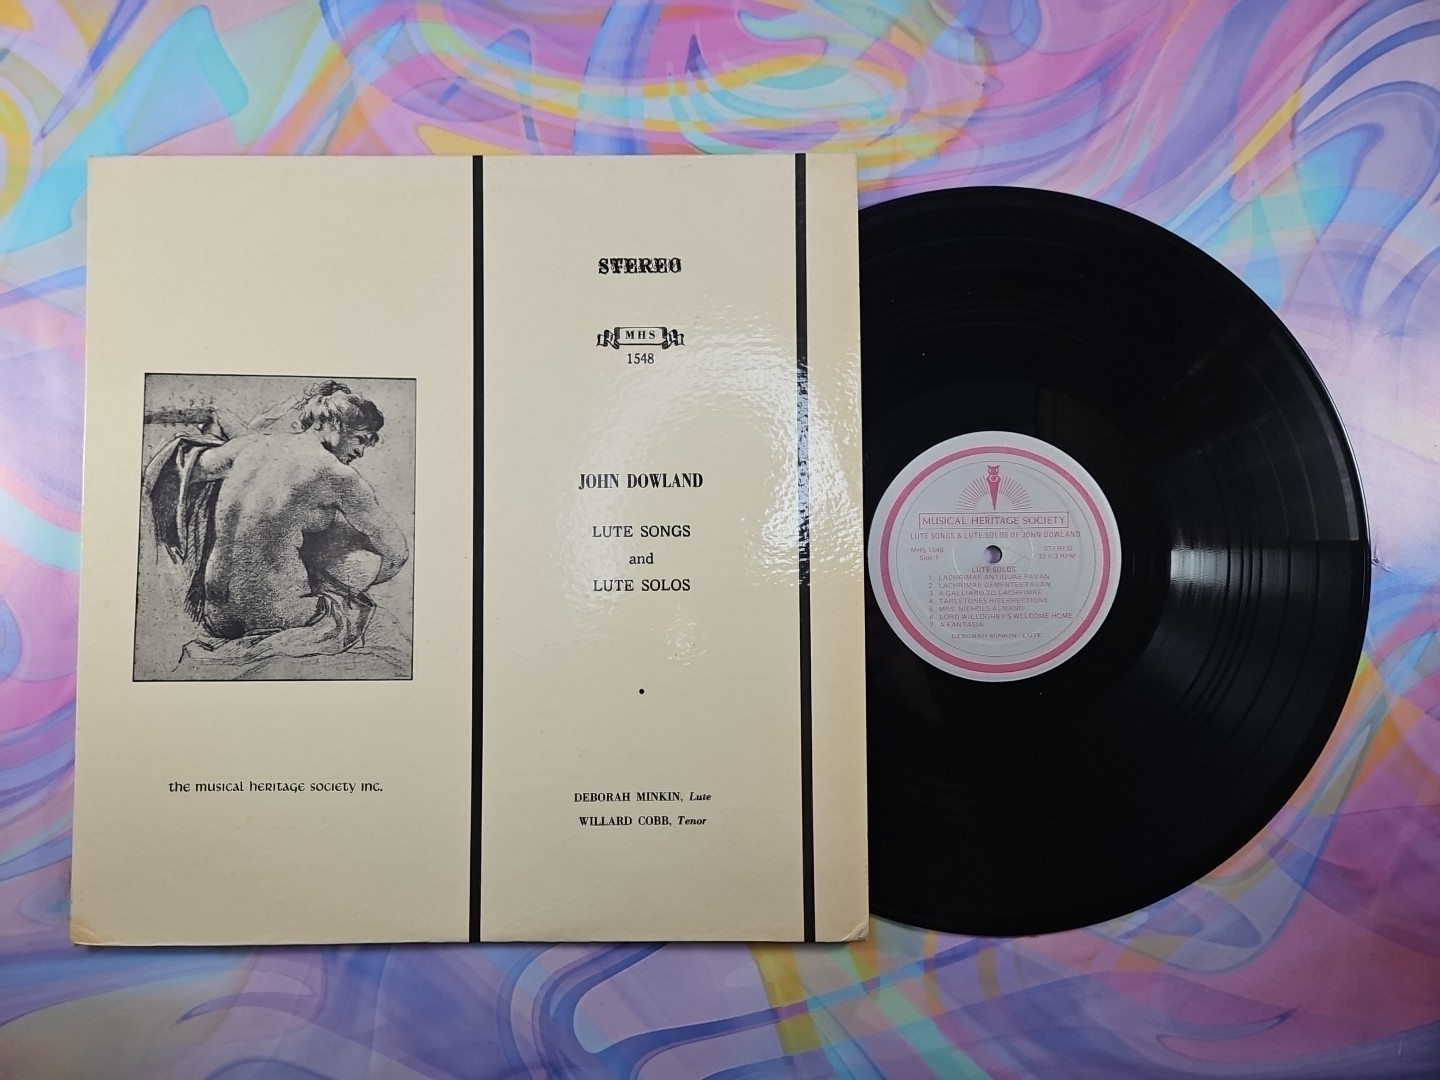 STEREO
MHS
1548
JOHN DOWLAND
LUTE SONGS
and
LUTE SOLOS
the musical heritage society inc.
DEBORAH MINKIN, Lute
WILLARD COBB, Tenor
MUSICAL HERITAGE SOCIETY
LUTE SONGS & LUTE SOLOS OF JOHN DOWLAND
MHS 1548 STEREO
Side 1 33 1/3 RPM
LUTE SOLOS
1. LACHRIMAE ANTIQUAE PAVAN
2. LACHRIMAE GEMENTES PAVAN
3. A GALLIARD TO LACHRIMAE
4. TARLETONES RISERRECTIONE
5. MRS. NICHOLS ALMAND
6. LORD WILLOGHBY'S WELCOME HOME
7. A FANTASIA
DEBORAH MINKIN, LUTE